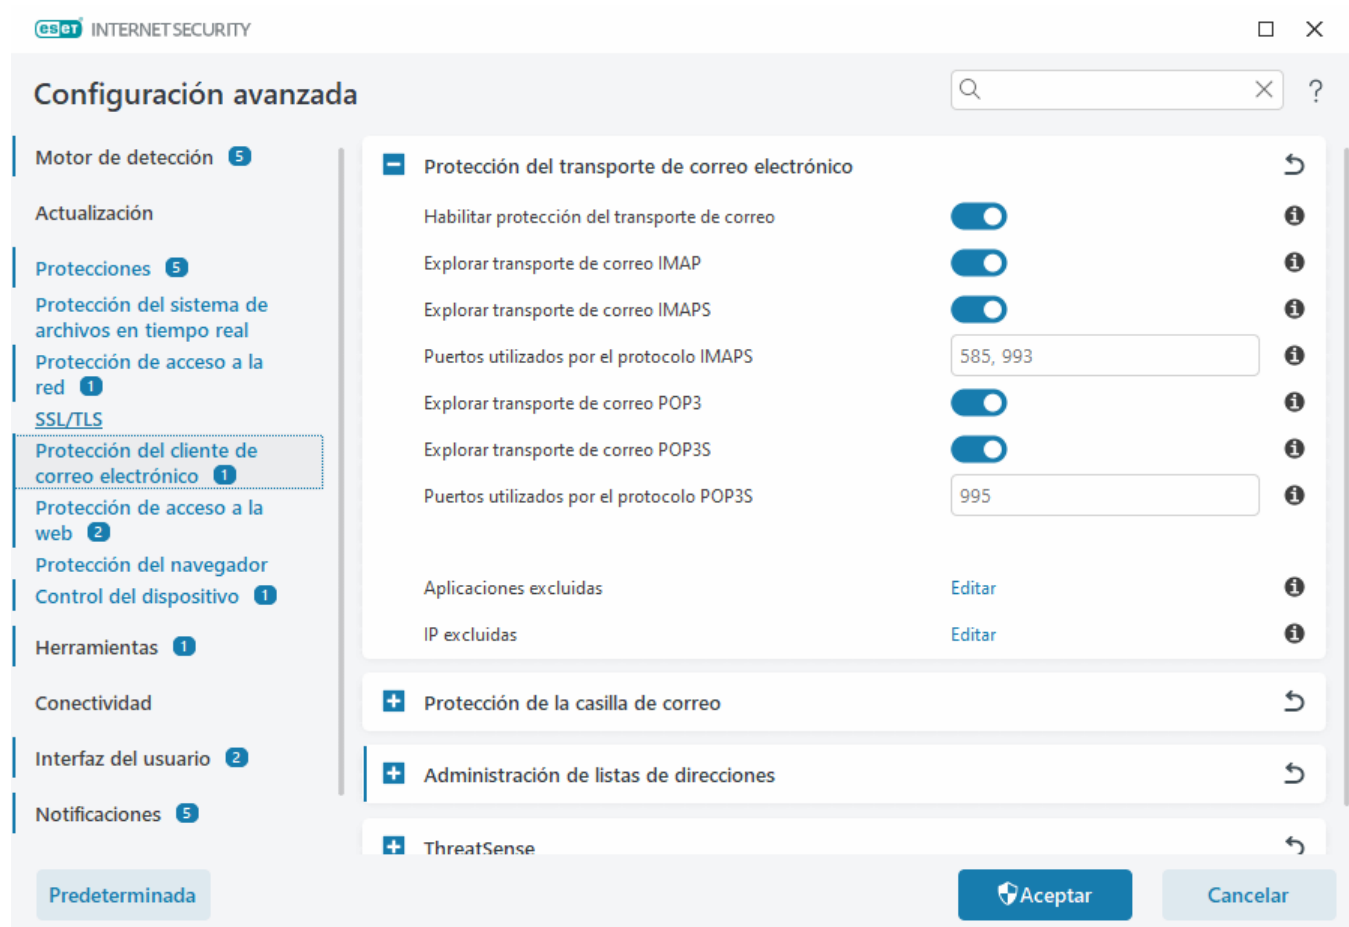 eset INTERNET SECURITY
Configuración avanzada
?
Motor de detección 5
Actualización
Protecciones 5
Protección del sistema de
archivos en tiempo real
Protección de acceso a la
red 1
SSL/TLS
Protección del cliente de
correo electrónico 1
Protección de acceso a la
web 2
Protección del navegador
Control del dispositivo 1
Herramientas 1
Conectividad
Interfaz del usuario 2
Notificaciones 5
Protección del transporte de correo electrónico
Habilitar protección del transporte de correo
Explorar transporte de correo IMAP
Explorar transporte de correo IMAPS
Puertos utilizados por el protocolo IMAPS 585, 993
Explorar transporte de correo POP3
Explorar transporte de correo POP3S
Puertos utilizados por el protocolo POP3S 995
Aplicaciones excluidas Editar
IP excluidas Editar
Protección de la casilla de correo
Administración de listas de direcciones
ThreatSense
Predeterminada
Aceptar
Cancelar